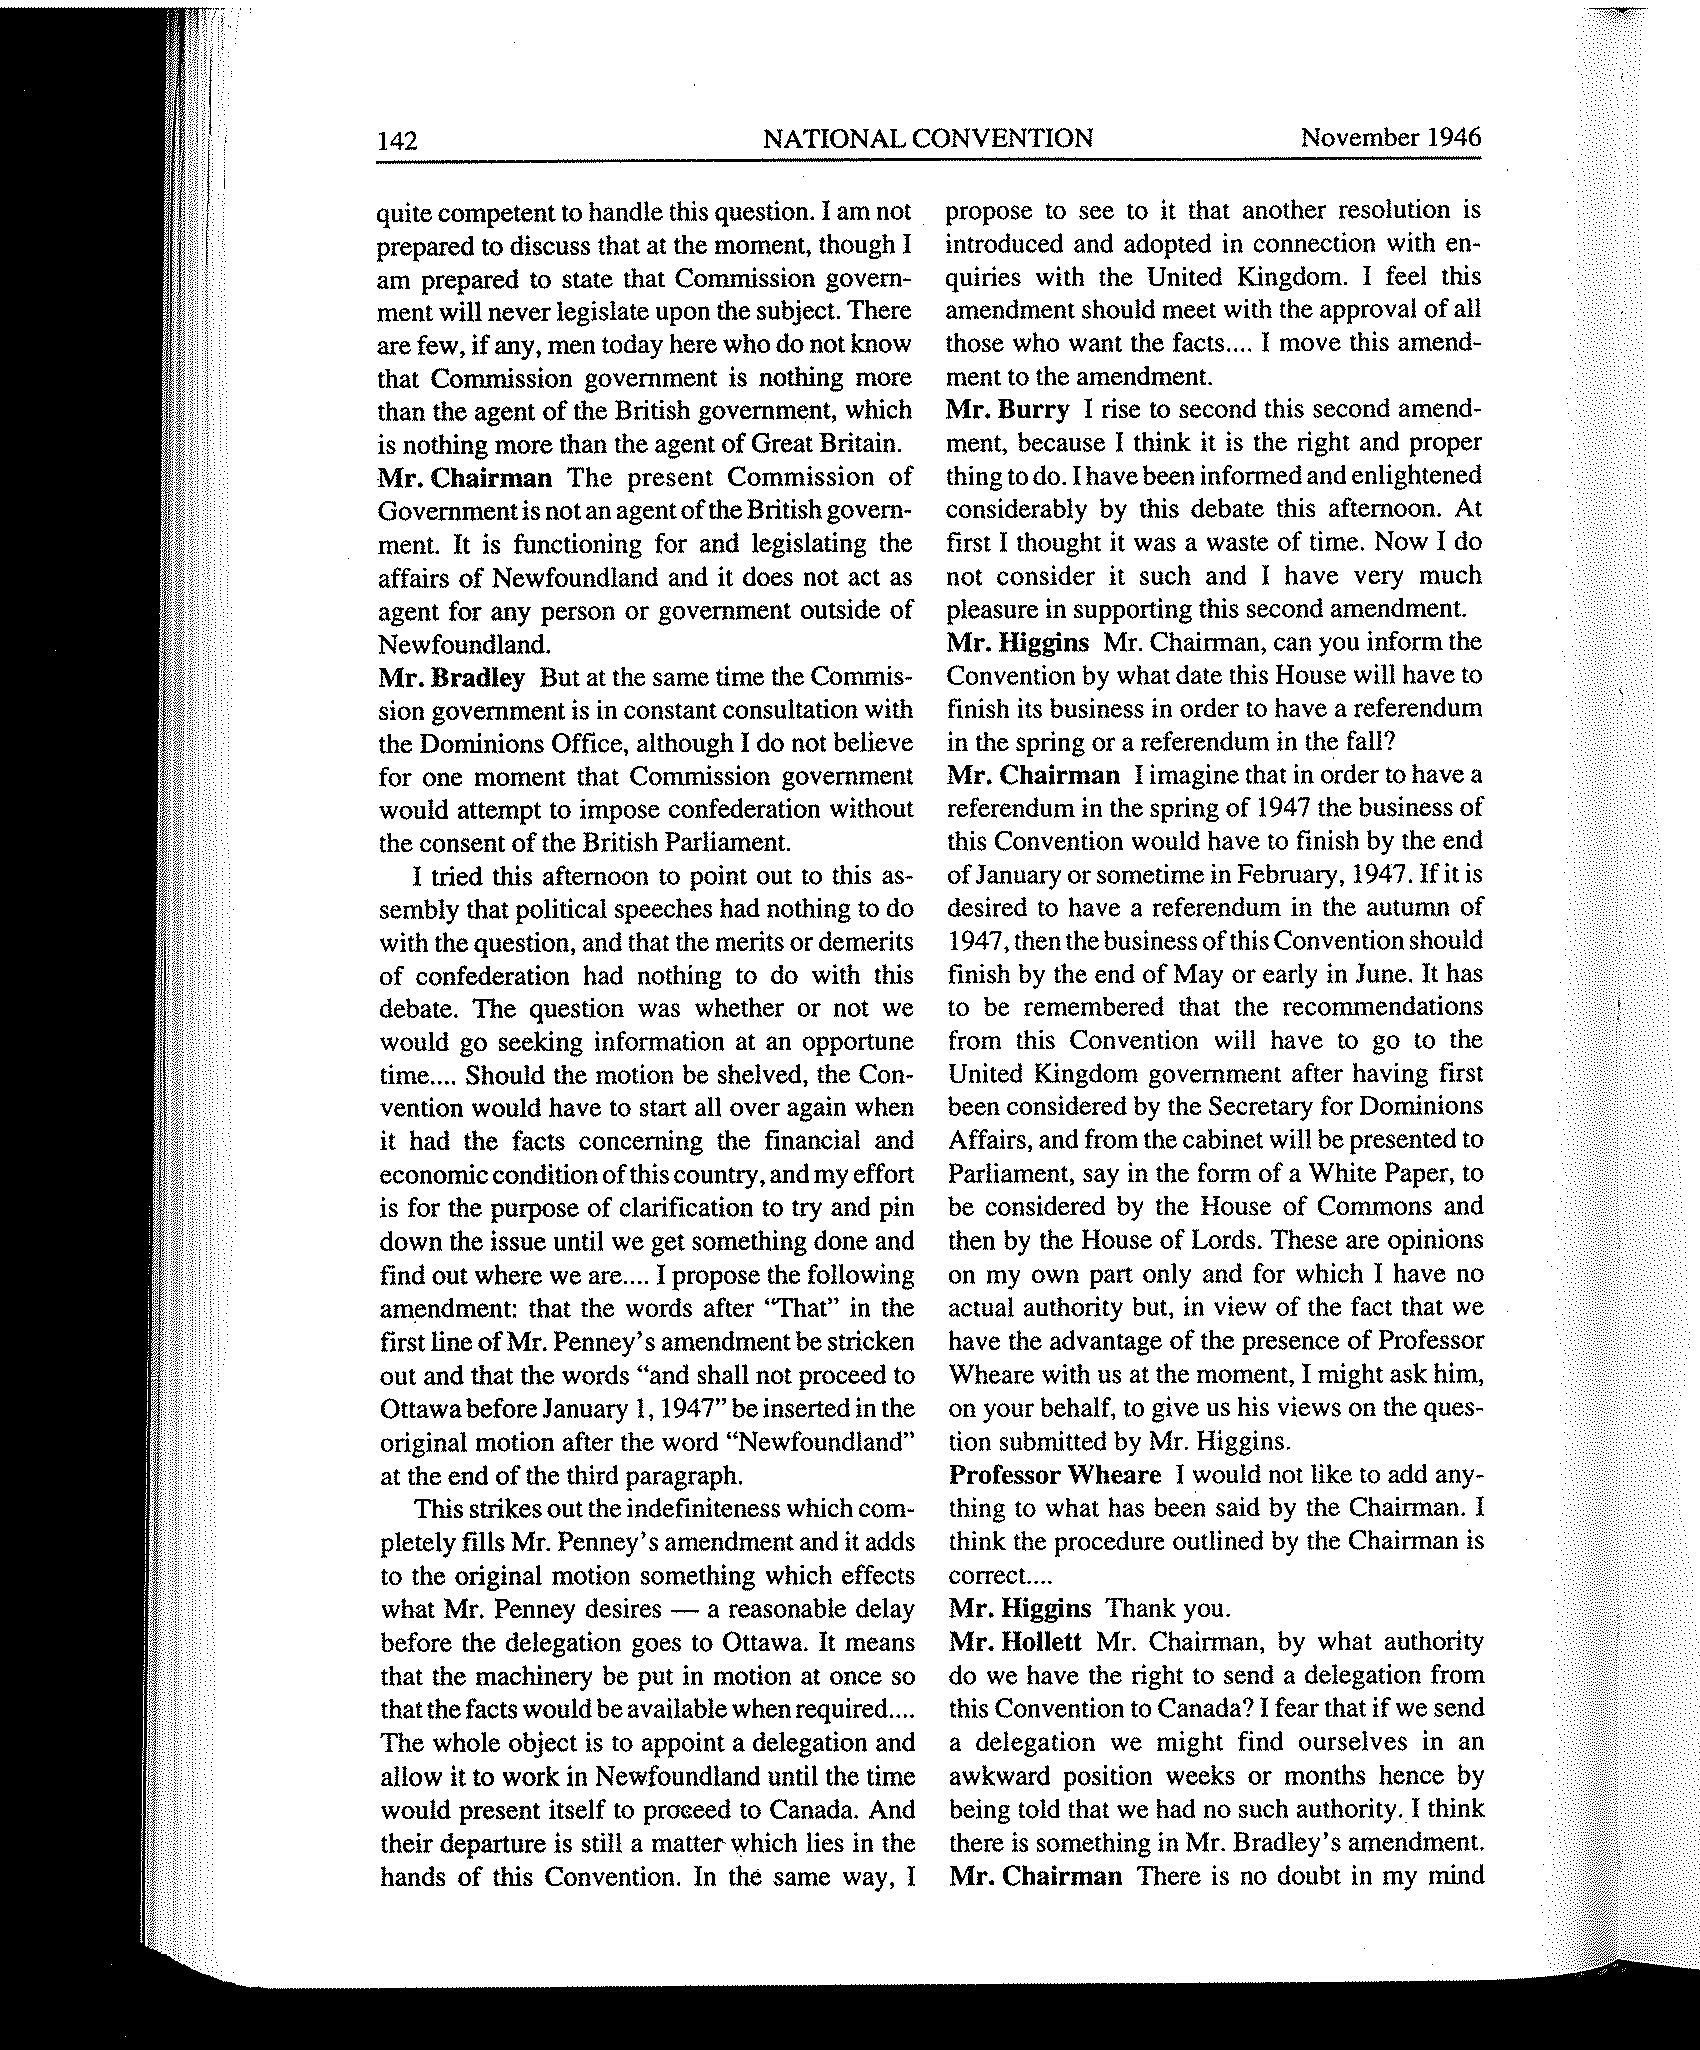 142 NATIONAL CONVENTION November 1946
quite competent to handle this question. I am not
prepared to discuss that at the moment, though I
am prepared to state that Commission govern-
ment will never legislate upon the subject. There
are few, if any, men today here who do not know
that Commission government is nothing more
than the agent of the British government, which
is nothing more than the agent of Great Britain.
Mr. Chairman The present Commission of
Government is not an agent of the British govern-
ment. It is functioning for and legislating the
affairs of Newfoundland and it does not act as
agent for any person or government outside of
Newfoundland.
Mr. Bradley But at the same time the Commis-
sion government is in constant consultation with
the Dominions Office, although I do not believe
for one moment that Commission government
would attempt to impose confederation without
the consent of the British Parliament.
I tried this afternoon to point out to this as-
sembly that political speeches had nothing to do
with the question, and that the merits or demerits
of confederation had nothing to do with this
debate. The question was whether or not we
would go seeking information at an opportune
time.... Should the motion be shelved, the Con-
vention would have to start all over again when
it had the facts concerning the financial and
economic condition of this country, and my effort
is for the purpose of clarification to try and pin
down the issue until we get something done and
find out where we are.... I propose the following
amendment: that the words after “That” in the
first line of Mr. Penney's amendment be stricken
out and that the words “and shall not proceed to
Ottawa before January 1, 1947” be inserted in the
original motion after the word “Newfoundland”
at the end of the third paragraph.
This strikes out the indefiniteness which com-
pletely fills Mr. Penney's amendment and it adds
to the original motion something which effects
what Mr. Penney desires — a reasonable delay
before the delegation goes to Ottawa. It means
that the machinery be put in motion at once so
that the facts would be available when required....
The whole object is to appoint a delegation and
allow it to work in Newfoundland until the time
would present itself to proceed to Canada. And
their departure is still a matter which lies in the
hands of this Convention. In the same way, I
propose to see to it that another resolution is
introduced and adopted in connection with en-
quiries with the United Kingdom. I feel this
amendment should meet with the approval of all
those who want the facts.... I move this amend-
ment to the amendment.
Mr. Burry I rise to second this second amend-
ment, because I think it is the right and proper
thing to do. I have been informed and enlightened
considerably by this debate this afternoon. At
first I thought it was a waste of time. Now I do
not consider it such and I have very much
pleasure in supporting this second amendment.
Mr. Higgins Mr. Chairman, can you inform the
Convention by what date this House will have to
finish its business in order to have a referendum
in the spring or a referendum in the fall?
Mr. Chairman I imagine that in order to have a
referendum in the spring of 1947 the business of
this Convention would have to finish by the end
of January or sometime in February, 1947. If it is
desired to have a referendum in the autumn of
1947, then the business of this Convention should
finish by the end of May or early in June. It has
to be remembered that the recommendations
from this Convention will have to go to the
United Kingdom government after having first
been considered by the Secretary for Dominions
Affairs, and from the cabinet will be presented to
Parliament, say in the form of a White Paper, to
be considered by the House of Commons and
then by the House of Lords. These are opinions
on my own part only and for which I have no
actual authority but, in view of the fact that we
have the advantage of the presence of Professor
Wheare with us at the moment, I might ask him,
on your behalf, to give us his views on the ques-
tion submitted by Mr. Higgins.
Professor Wheare I would not like to add any-
thing to what has been said by the Chairman. I
think the procedure outlined by the Chairman is
correct....
Mr. Higgins Thank you.
Mr. Hollett Mr. Chairman, by what authority
do we have the right to send a delegation from
this Convention to Canada? I fear that if we send
a delegation we might find ourselves in an
awkward position weeks or months hence by
being told that we had no such authority. I think
there is something in Mr. Bradley's amendment.
Mr. Chairman There is no doubt in my mind